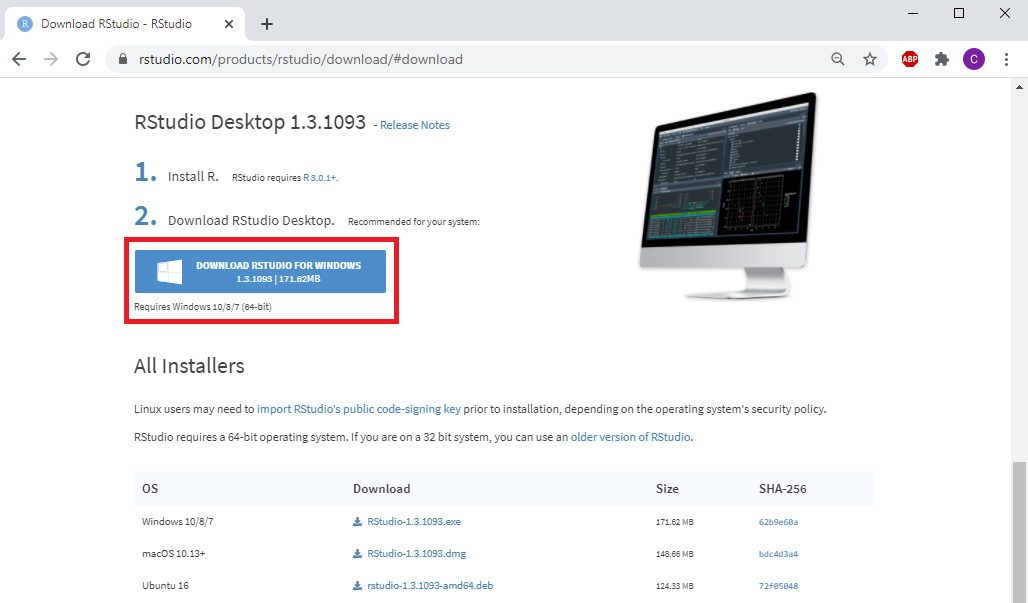 Download RStudio - RStudio
rstudio.com/products/rstudio/download/#download
ABP
C
RStudio Desktop 1.3.1093 - Release Notes
1. Install R. RStudio requires R 3.0.1+.
2. Download RStudio Desktop. Recommended for your system:
DOWNLOAD RSTUDIO FOR WINDOWS
1.3.1093 | 171.62MB
Requires Windows 10/8/7 (64-bit)
All Installers
Linux users may need to import RStudio's public code-signing key prior to installation, depending on the operating system's security policy.
RStudio requires a 64-bit operating system. If you are on a 32 bit system, you can use an older version of RStudio.
OS Download Size SHA-256
Windows 10/8/7 RStudio-1.3.1093.exe 171.62 MB 62b9e60a
macOS 10.13+ RStudio-1.3.1093.dmg 148.66 MB bdc4d3a4
Ubuntu 16 rstudio-1.3.1093-amd64.deb 124.33 MB 72f05048